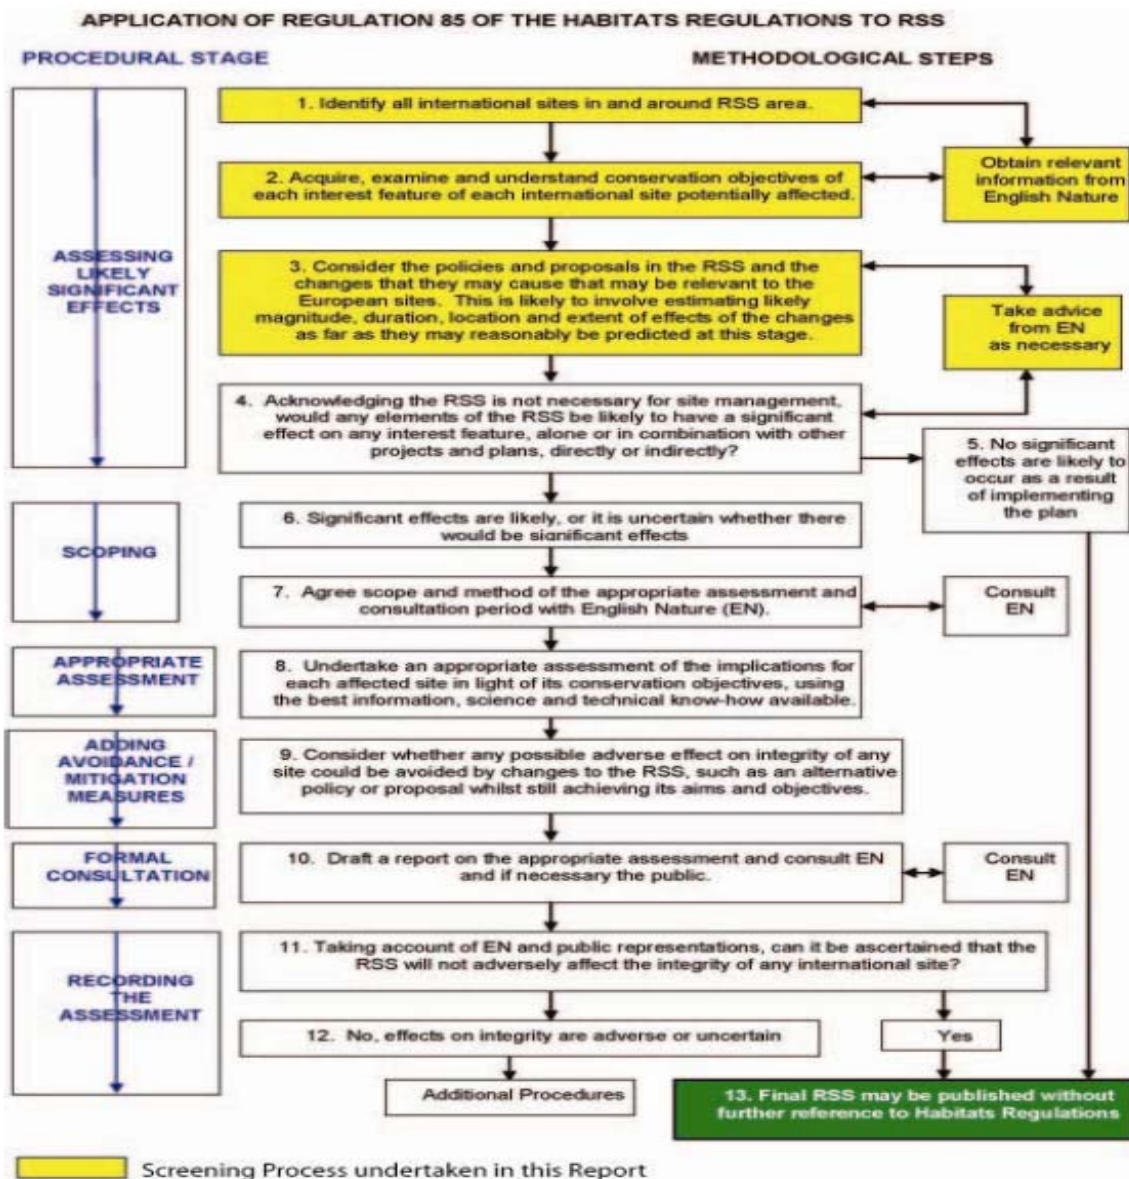 APPLICATION OF REGULATION 85 OF THE HABITATS REGULATIONS TO RSS
PROCEDURAL STAGE
METHODOLOGICAL STEPS
1. Identify all international sites in and around RSS area.
Obtain relevant
information from
English Nature
2. Acquire, examine and understand conservation objectives of
each interest feature of each international site potentially affected.
ASSESSING
LIKELY
SIGNIFICANT
EFFECTS
3. Consider the policies and proposals in the RSS and the
changes that they may cause that may be relevant to the
European sites. This is likely to involve estimating likely
magnitude, duration, location and extent of effects of the changes
as far as they may reasonably be predicted at this stage.
Take advice
from EN
as necessary
4. Acknowledging the RSS is not necessary for site management,
would any elements of the RSS be likely to have a significant
effect on any interest feature, alone or in combination with other
projects and plans, directly or indirectly?
5. No significant
effects are likely to
occur as a result
of implementing
the plan
SCOPING
6. Significant effects are likely, or it is uncertain whether there
would be significant effects
7. Agree scope and method of the appropriate assessment and
consultation period with English Nature (EN).
Consult
EN
APPROPRIATE
ASSESSMENT
8. Undertake an appropriate assessment of the implications for
each affected site in light of its conservation objectives, using
the best information, science and technical know-how available.
ADDING
AVOIDANCE /
MITIGATION
MEASURES
9. Consider whether any possible adverse effect on integrity of any
site could be avoided by changes to the RSS, such as an alternative
policy or proposal whilst still achieving its aims and objectives.
FORMAL
CONSULTATION
10. Draft a report on the appropriate assessment and consult EN
and if necessary the public.
Consult
EN
RECORDING
THE
ASSESSMENT
11. Taking account of EN and public representations, can it be ascertained that the
RSS will not adversely affect the integrity of any international site?
12. No, effects on integrity are adverse or uncertain
Yes
Additional Procedures
13. Final RSS may be published without
further reference to Habitats Regulations
Screening Process undertaken in this Report